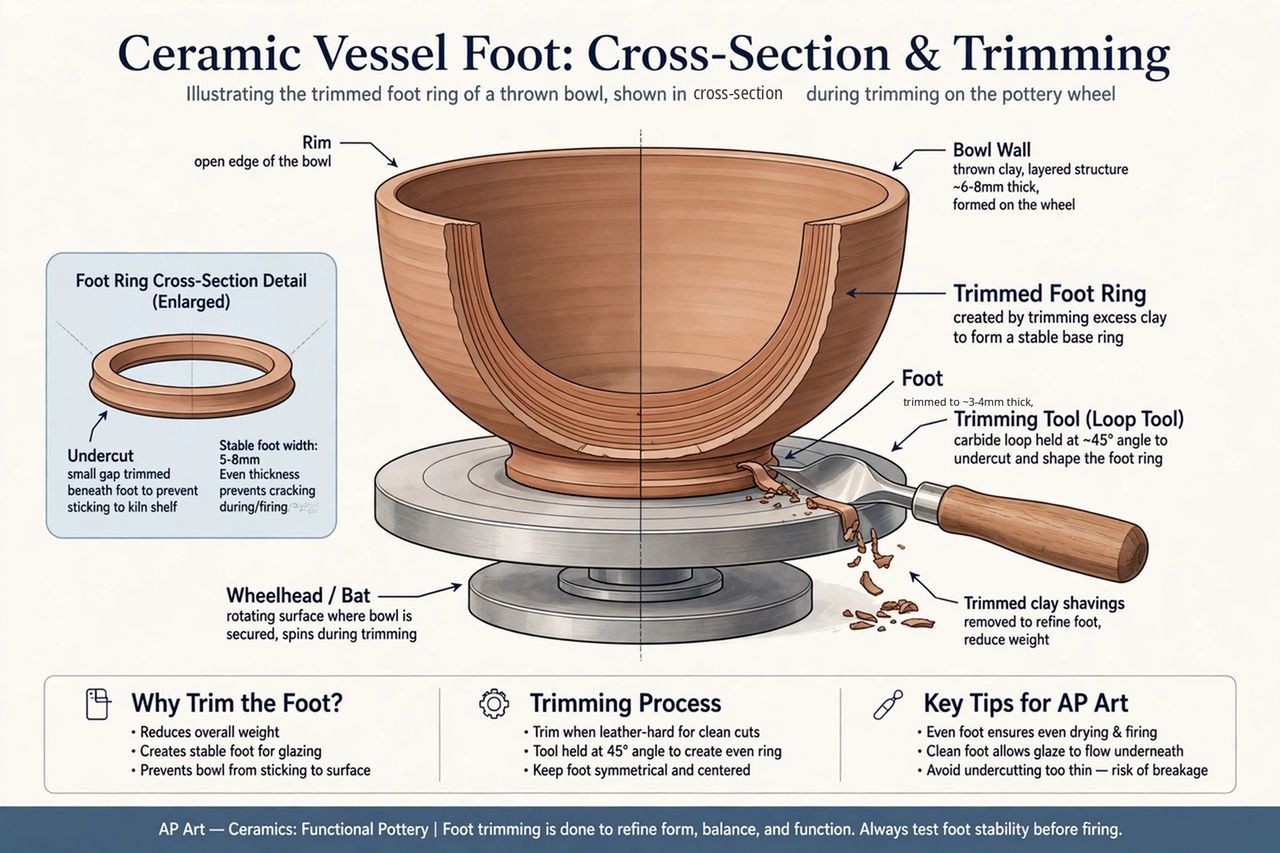 Ceramic Vessel Foot: Cross-Section & Trimming
Illustrating the trimmed foot ring of a thrown bowl, shown in cross-section during trimming on the pottery wheel
Rim
open edge of the bowl
Bowl Wall
thrown clay, layered structure
~6-8mm thick,
formed on the wheel
Foot Ring Cross-Section Detail
(Enlarged)
Undercut
small gap trimmed
beneath foot to prevent
sticking to kiln shelf
Stable foot width:
5-8mm
Even thickness
prevents cracking
during/firing
Trimmed Foot Ring
created by trimming excess clay
to form a stable base ring
Foot
trimmed to ~3-4mm thick,
Trimming Tool (Loop Tool)
carbide loop held at ~45° angle to
undercut and shape the foot ring
Wheelhead / Bat
rotating surface where bowl is
secured, spins during trimming
Trimmed clay shavings
removed to refine foot,
reduce weight
Why Trim the Foot?
• Reduces overall weight
• Creates stable foot for glazing
• Prevents bowl from sticking to surface
Trimming Process
• Trim when leather-hard for clean cuts
• Tool held at 45° angle to create even ring
• Keep foot symmetrical and centered
Key Tips for AP Art
• Even foot ensures even drying & firing
• Clean foot allows glaze to flow underneath
• Avoid undercutting too thin — risk of breakage
AP Art — Ceramics: Functional Pottery | Foot trimming is done to refine form, balance, and function. Always test foot stability before firing.